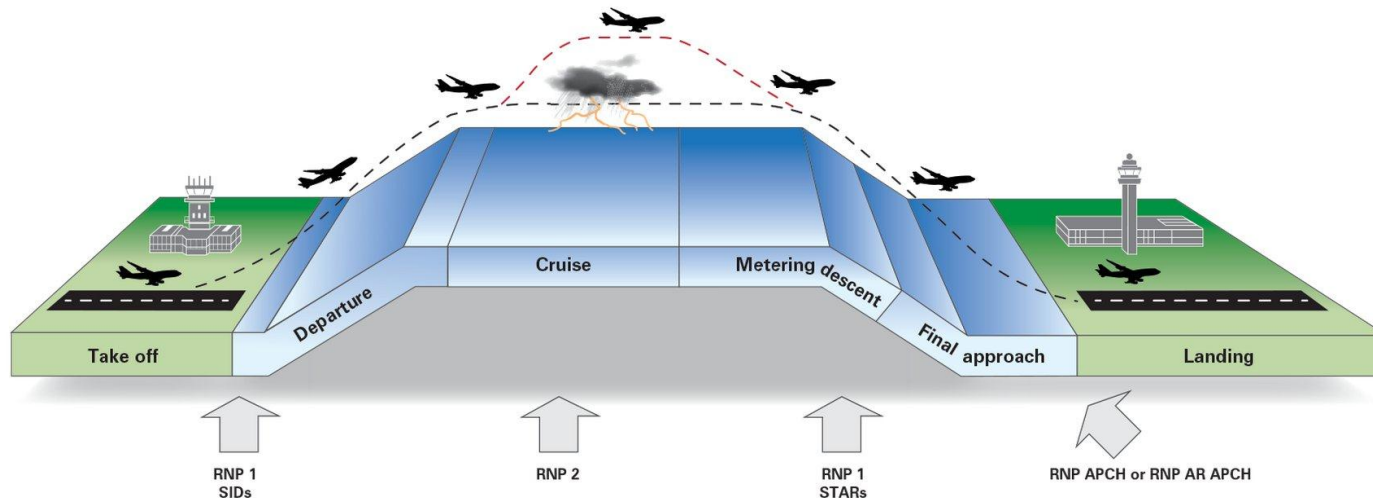 Take off
Departure
Cruise
Metering descent
Final approach
Landing
RNP 1
SIDs
RNP 2
RNP 1
STARs
RNP APCH or RNP AR APCH